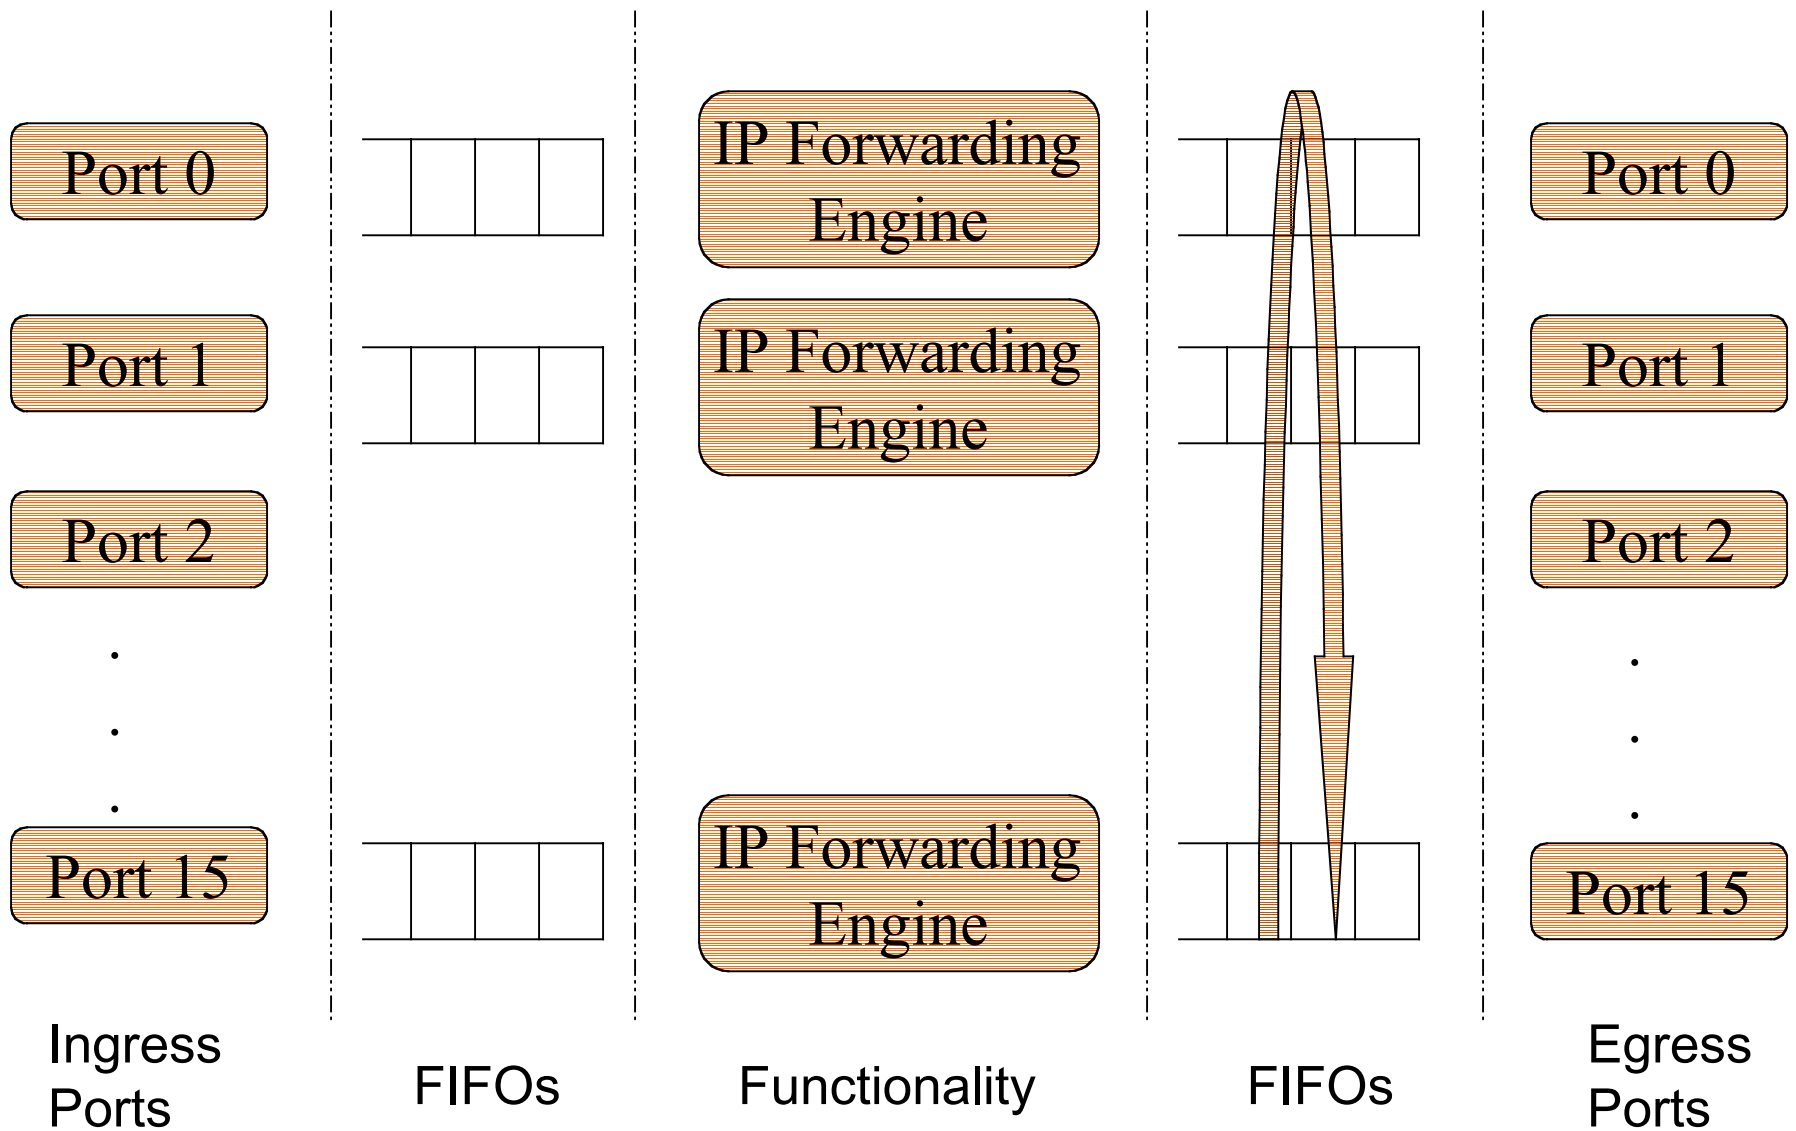 Port 0
Port 1
Port 2
.
.
.
Port 15
Ingress
Ports
FIFOs
IP Forwarding
Engine
IP Forwarding
Engine
IP Forwarding
Engine
Functionality
FIFOs
Port 0
Port 1
Port 2
.
.
.
Port 15
Egress
Ports